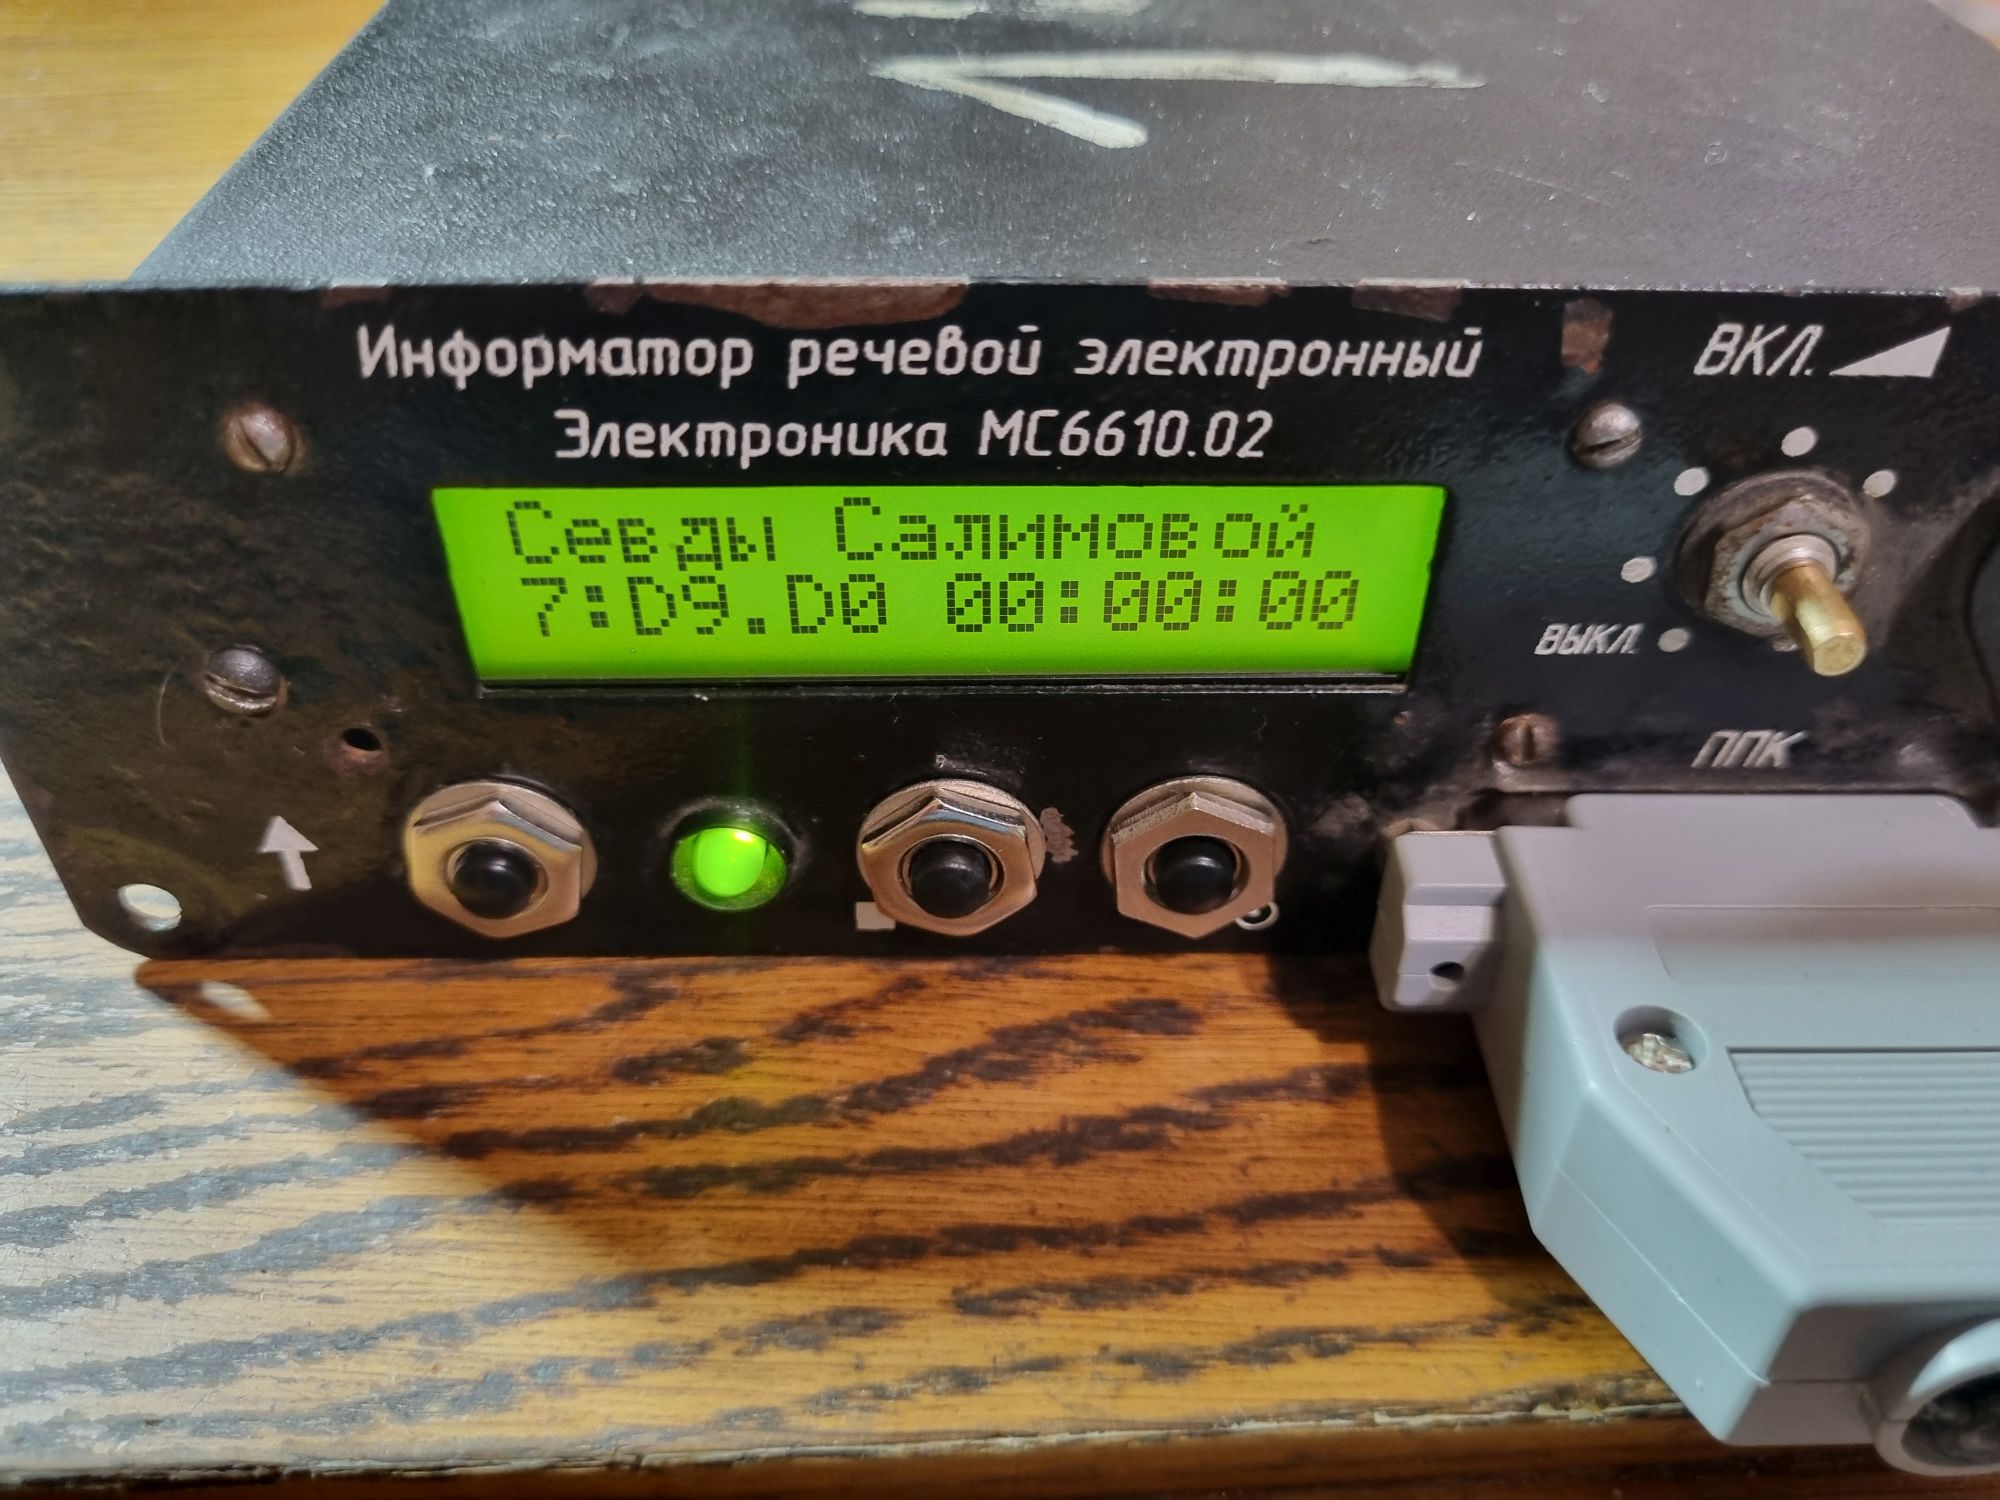 Информатор речевой электронный
Электроника МС6610.02
ВКЛ.
Севды Салимовой
7:D9.D0 00:00:00
ВЫКЛ.
ППК